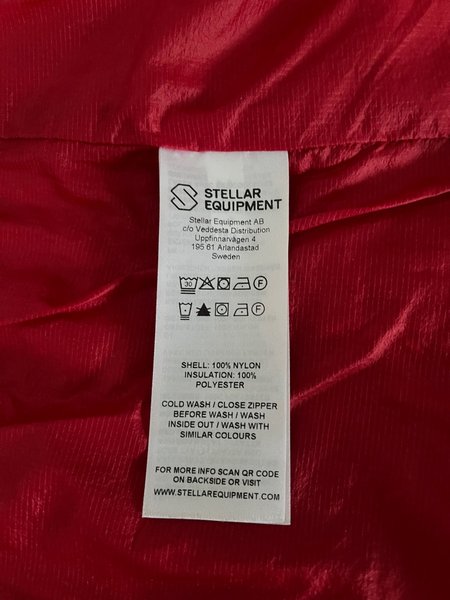 STELLAR
EQUIPMENT
Stellar Equipment AB
c/o Veddesta Distribution
Uppfinnarvägen 4
195 61 Arlandastad
Sweden
30 F
F
SHELL: 100% NYLON
INSULATION: 100%
POLYESTER
COLD WASH / CLOSE ZIPPER
BEFORE WASH / WASH
INSIDE OUT / WASH WITH
SIMILAR COLOURS
FOR MORE INFO SCAN QR CODE
ON BACKSIDE OR VISIT
WWW.STELLAREQUIPMENT.COM